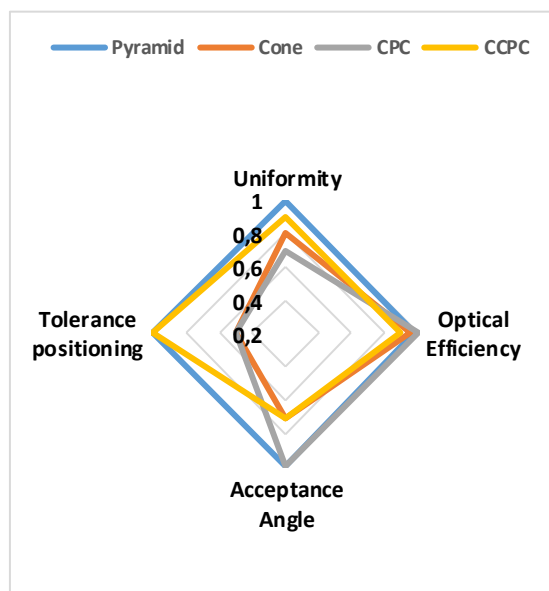 Pyramid Cone CPC CCPC
Uniformity
1
0,8
0,6
0,4
0,2
Tolerance
positioning
Optical
Efficiency
Acceptance
Angle